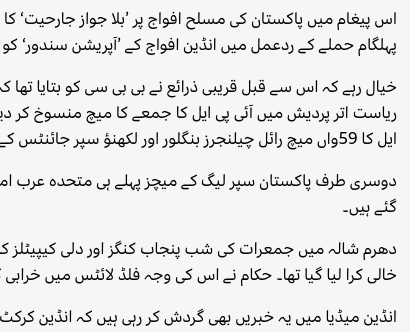 اس پیغام میں پاکستان کی مسلح افواج پر ’بلا جواز جارحیت‘ کا
پہلگام حملے کے ردعمل میں انڈین افواج کے ’آپریشن سندور‘ کو
خیال رہے کہ اس سے قبل قریبی ذرائع نے بی بی سی کو بتایا تھا کہ
ریاست اتر پردیش میں آئی پی ایل کا جمعے کا میچ منسوخ کر دیا
ایل کا 59واں میچ رائل چیلنجرز بنگلور اور لکھنؤ سپر جائنٹس کے
دوسری طرف پاکستان سپر لیگ کے میچز پہلے ہی متحدہ عرب
گئے ہیں۔
دھرم شالہ میں جمعرات کی شب پنجاب کنگز اور دلی کیپیٹلز
خالی کرا لیا گیا تھا۔ حکام نے اس کی وجہ فلڈ لائٹس میں خرابی
انڈین میڈیا میں یہ خبریں بھی گردش کر رہی ہیں کہ انڈین کرکٹ